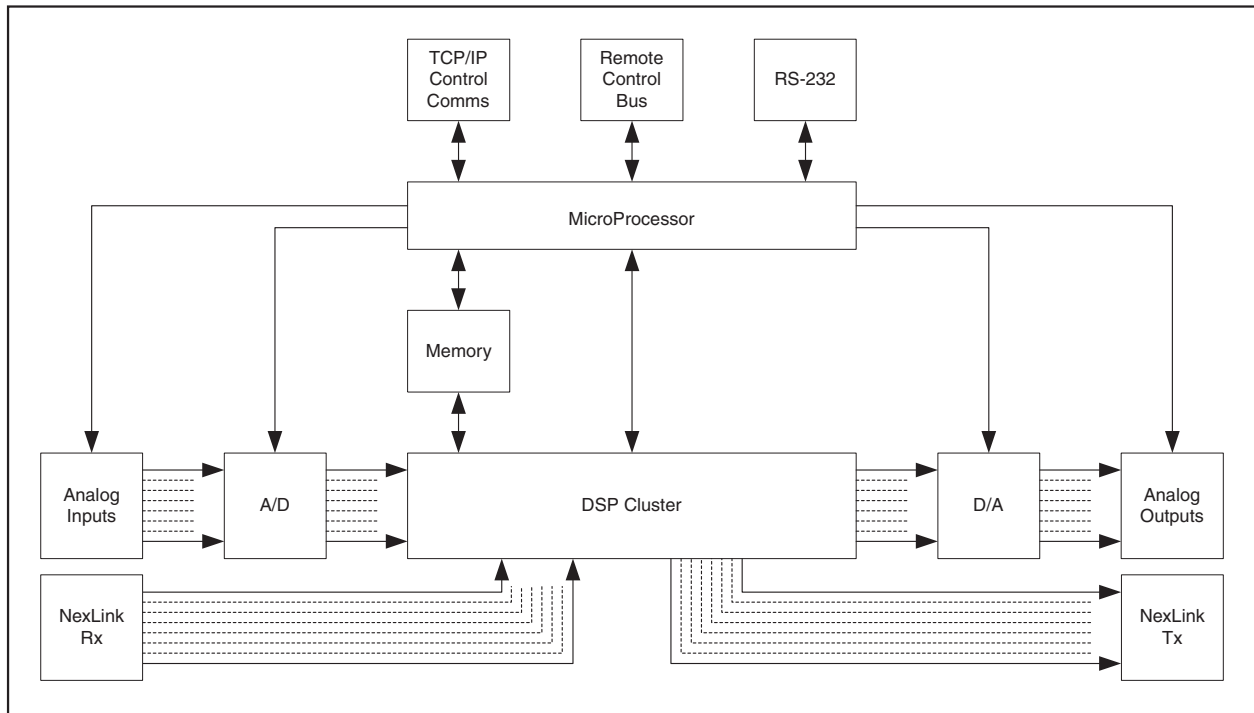 TCP/IP
Control
Comms
Remote
Control
Bus
RS-232
MicroProcessor
Memory
Analog
Inputs
A/D
DSP Cluster
D/A
Analog
Outputs
NexLink
Rx
NexLink
Tx